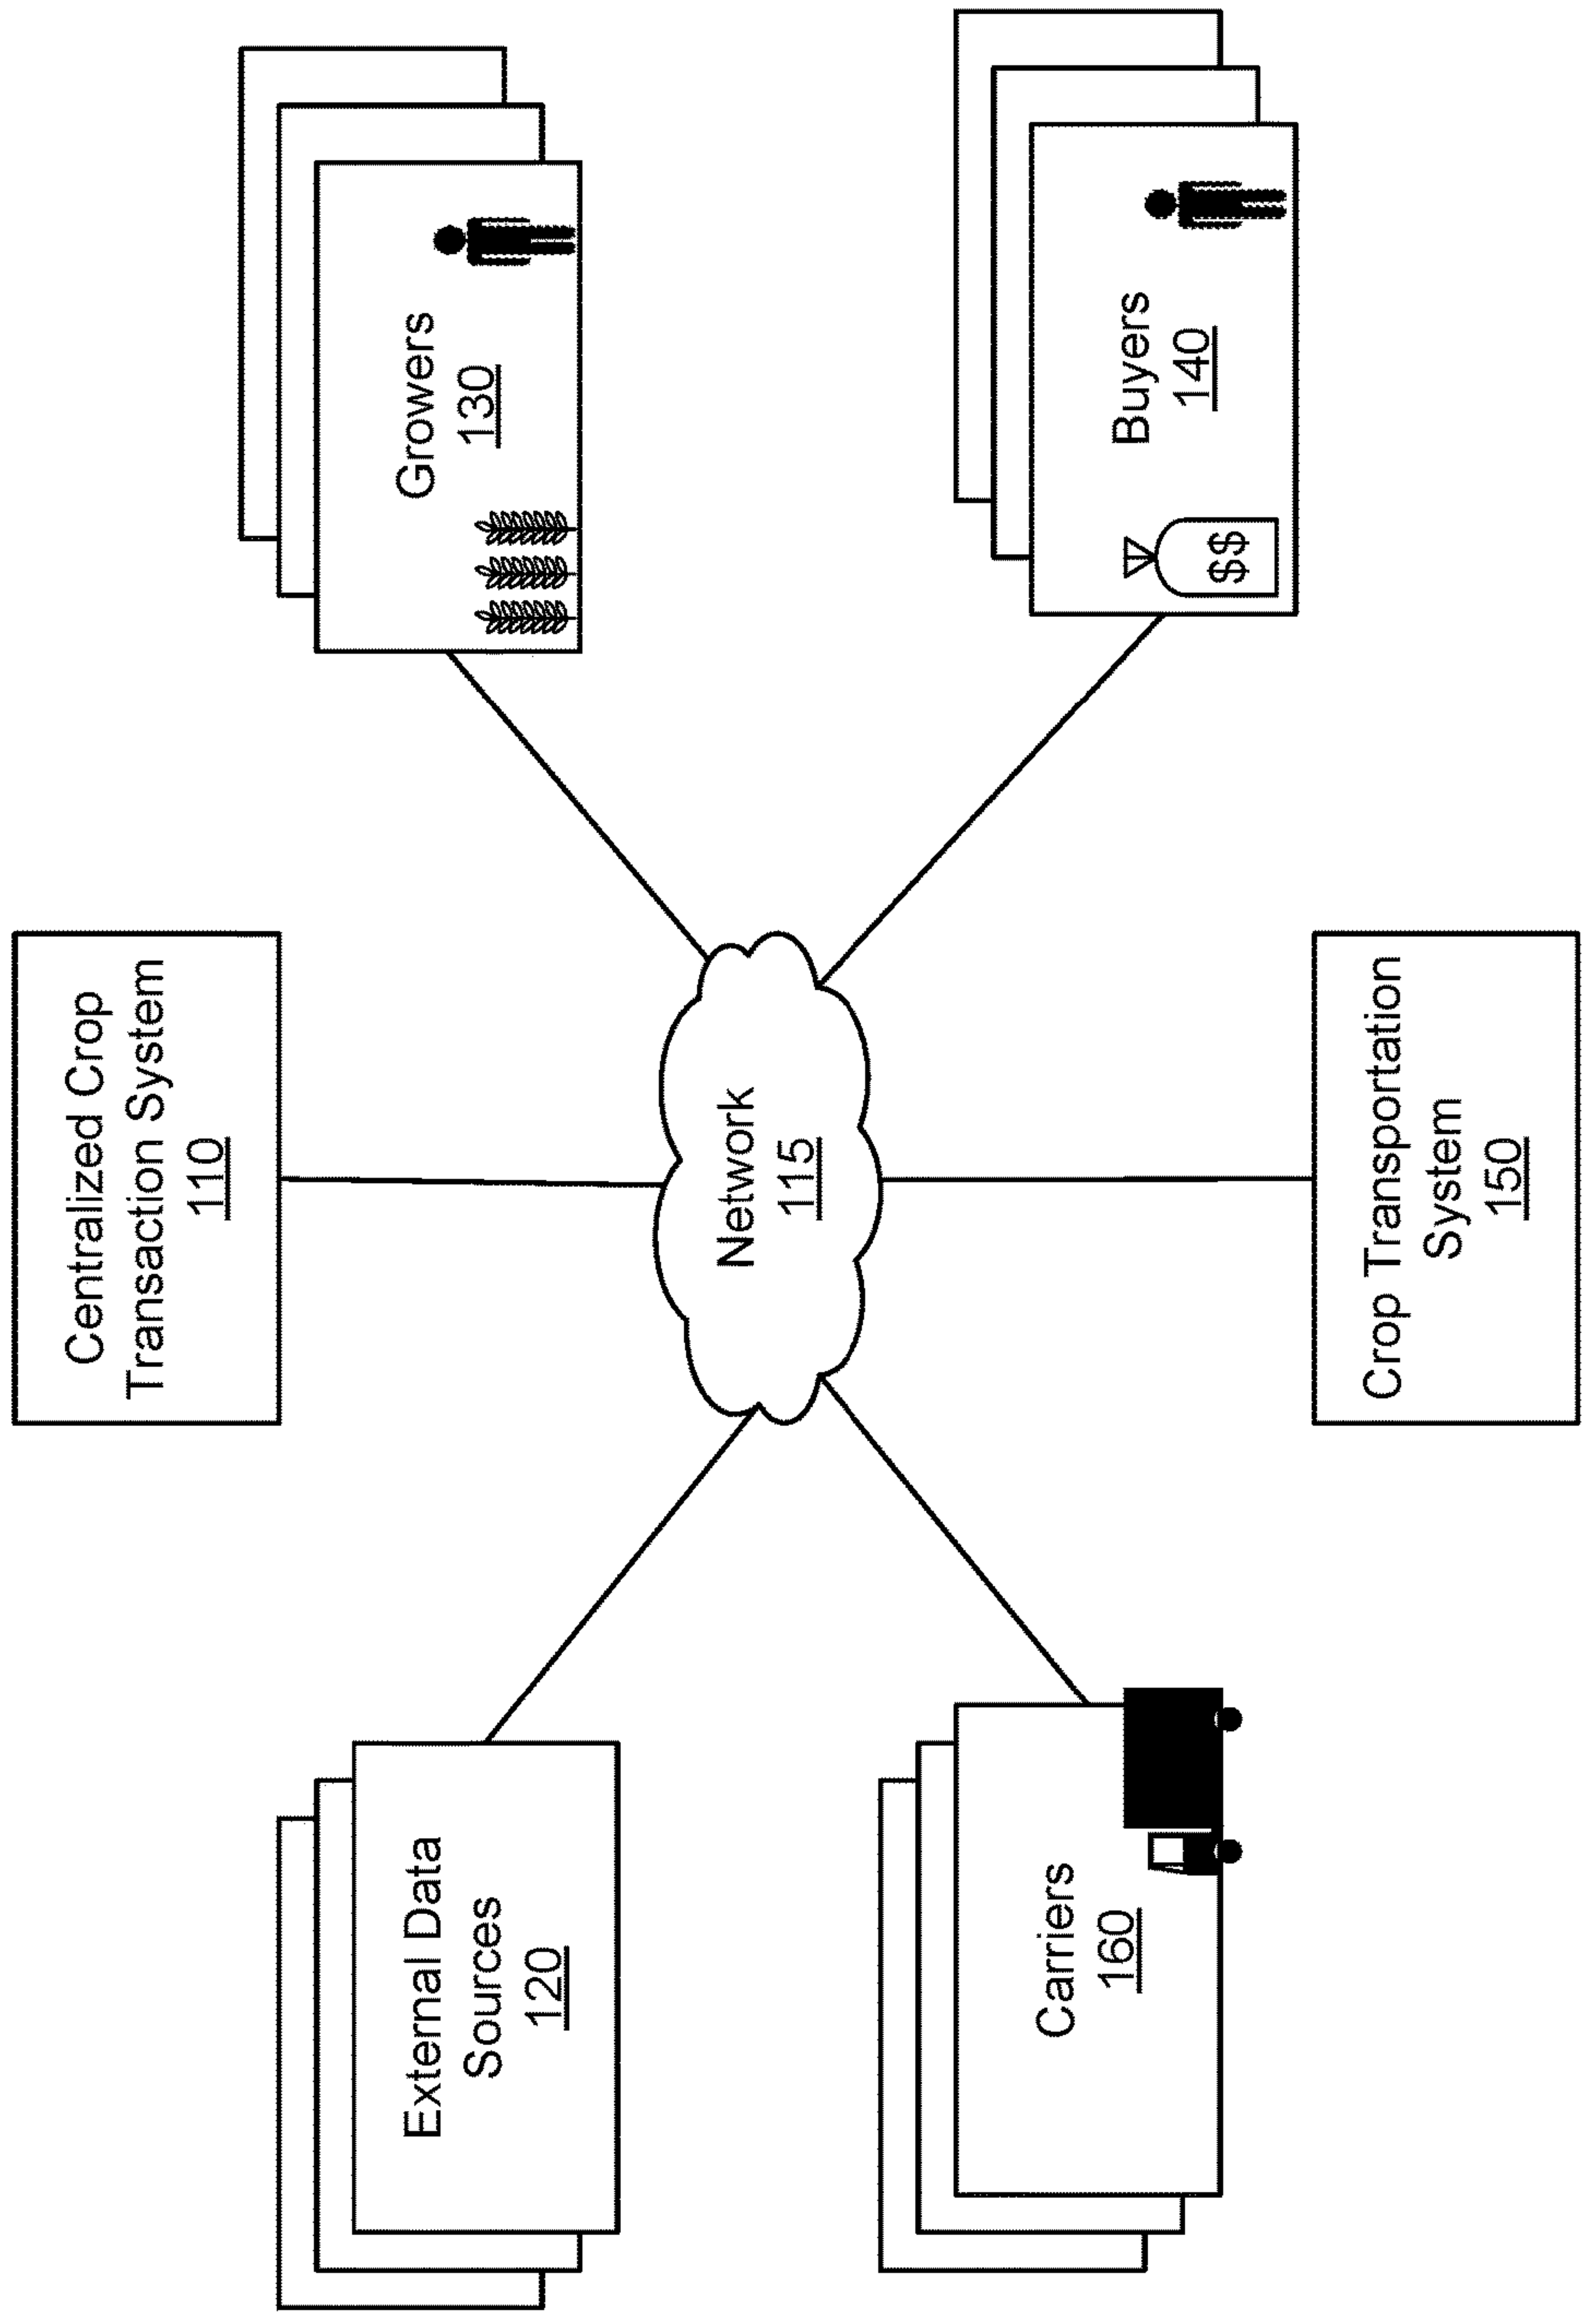 Centralized Crop
Transaction System
110
External Data
Sources
120
Growers
130
Network
115
Carriers
160
Buyers
140
$$
Crop Transportation
System
150